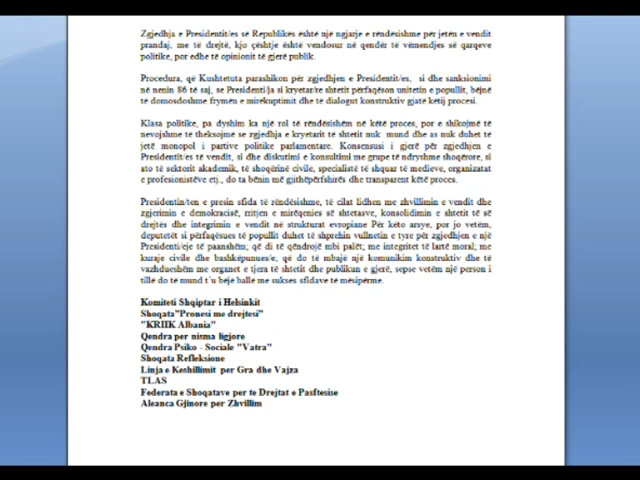 Zgjedhja e Presidentit/es së Republikës është një ngjarje e rëndësishme për jetën e vendit
prandaj, me të drejtë, kjo çështje është vendosur në qendër të vëmendjes së qarqeve
politike, por edhe të opinionit të gjerë publik.
Procedura, që Kushtetuta parashikon për zgjedhjen e Presidentit/es, si dhe sanksionimi
në nenin 86 të saj, se Presidenti/ja si kryetar/re shtetit përfaqëson unitetin e popullit, bëjnë
të domosdoshme frymën e mirëkuptimit dhe të dialogut konstruktiv gjatë këtij procesi.
Klasa politike, pa dyshim ka një rol të rëndësishëm në këtë proces, por e shikojmë të
nevojshme të theksojmë se zgjedhja e kryetarit të shtetit nuk mund dhe as nuk duhet të
jetë monopol i partive politike parlamentare. Konsensusi i gjerë për zgjedhjen e
Presidentit/es të vendit, si dhe diskutimi e konsultimi me grupe të ndryshme shoqërore, si
ato të sektorit akademik, të shoqërinë civile, specialistë të shquar të medieve, organizatat
e profesionistëve etj., do ta bënin më gjithëpërfshirës dhe transparent këtë proces.
Presidentin/ten e presin sfida të rëndësishme, të cilat lidhen me zhvillimin e vendit dhe
zgjerimin e demokracisë, rritjen e mirëqenies së shtetasve, konsolidimin e shtetit të së
drejtës dhe integrimin e vendit në strukturat evropiane Për këto arsye, por jo vetëm,
deputetët si përfaqësues të popullit duhet të shprehin vullnetin e tyre për zgjedhjen e një
Presidenti/eje të paanshëm; që di të qëndrojë mbi palët; me integritet të lartë moral; me
kuraje civile dhe bashkëpunues/e; që do të mbajë një komunikim konstruktiv dhe të
vazhdueshëm me organet e tjera të shtetit dhe publikun e gjerë, sepse vetëm një person i
tillë do të mund t'u bëjë ballë me sukses sfidave të mësipërme.
Komiteti Shqiptar i Helsinkit
Shoqata"Pronesi me drejtesi"
"KRIIK Albania"
Qendra per nisma ligjore
Qendra Psiko - Sociale "Vatra"
Shoqata Refleksione
Linja e Keshillimit per Gra dhe Vajza
TLAS
Federata e Shoqatave per te Drejtat e Pasftesise
Aleanca Gjinore per Zhvillim